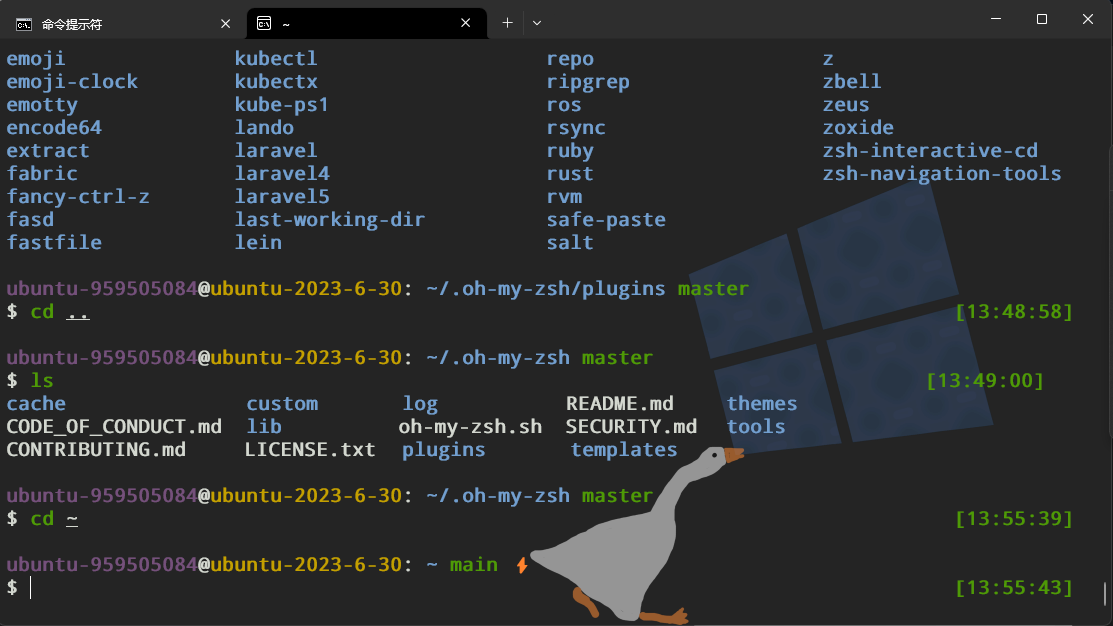 命令提示符 ~
emoji kubectl repo z
emoji-clock kubectx ripgrep zbell
emotty kube-ps1 ros zeus
encode64 lando rsync zoxide
extract laravel ruby zsh-interactive-cd
fabric laravel4 rust zsh-navigation-tools
fancy-ctrl-z laravel5 rvm
fasd last-working-dir safe-paste
fastfile lein salt
ubuntu-959505084@ubuntu-2023-6-30: ~/.oh-my-zsh/plugins master
$ cd .. [13:48:58]
ubuntu-959505084@ubuntu-2023-6-30: ~/.oh-my-zsh master
$ ls [13:49:00]
cache custom log README.md themes
CODE_OF_CONDUCT.md lib oh-my-zsh.sh SECURITY.md tools
CONTRIBUTING.md LICENSE.txt plugins templates
ubuntu-959505084@ubuntu-2023-6-30: ~/.oh-my-zsh master
$ cd ~ [13:55:39]
ubuntu-959505084@ubuntu-2023-6-30: ~ main ⚡
$ [13:55:43]